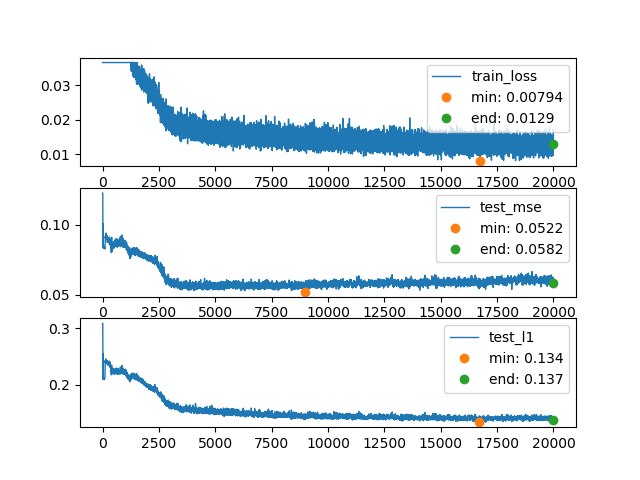 0.03
0.02
0.01
train_loss
min: 0.00794
end: 0.0129
0 2500 5000 7500 10000 12500 15000 17500 20000
0.10
0.05
test_mse
min: 0.0522
end: 0.0582
0 2500 5000 7500 10000 12500 15000 17500 20000
0.3
0.2
test_l1
min: 0.134
end: 0.137
0 2500 5000 7500 10000 12500 15000 17500 20000